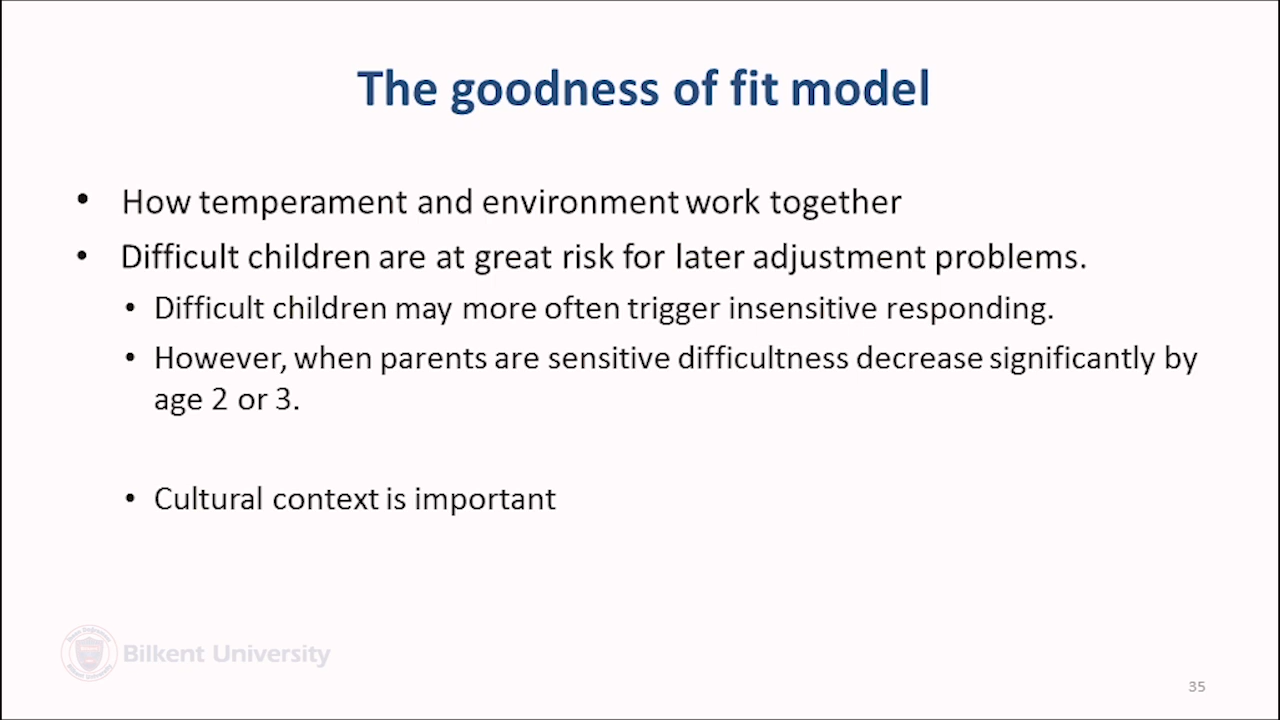 The goodness of fit model
• How temperament and environment work together
• Difficult children are at great risk for later adjustment problems.
• Difficult children may more often trigger insensitive responding.
• However, when parents are sensitive difficultness decrease significantly by
age 2 or 3.
• Cultural context is important
Bilkent University
35